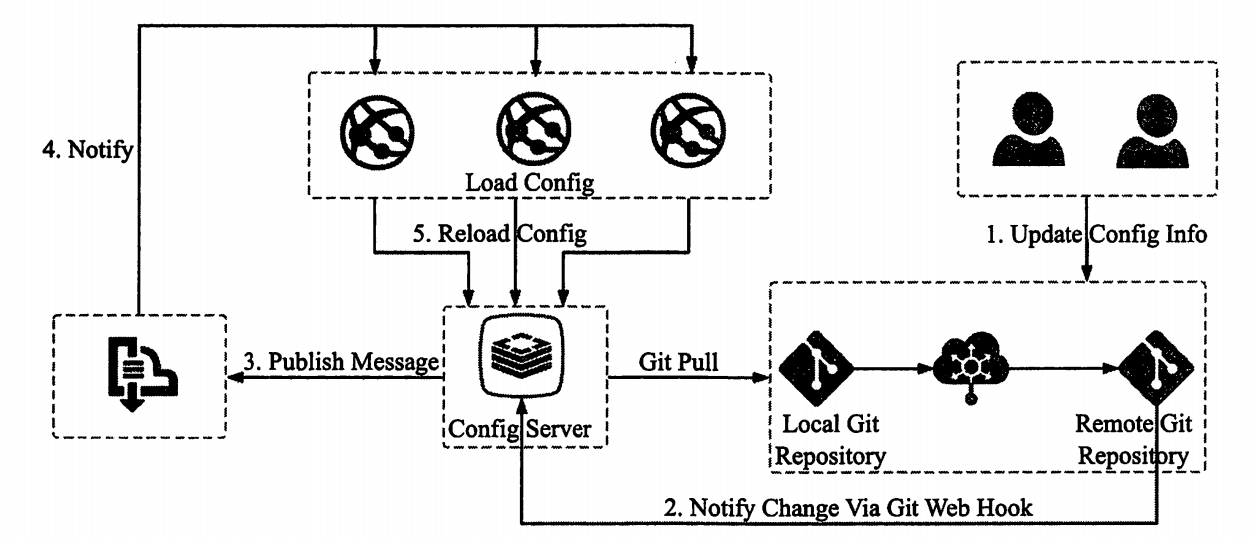 4. Notify
Load Config
5. Reload Config
1. Update Config Info
3. Publish Message
Git Pull
Config Server
Local Git
Repository
Remote Git
Repository
2. Notify Change Via Git Web Hook